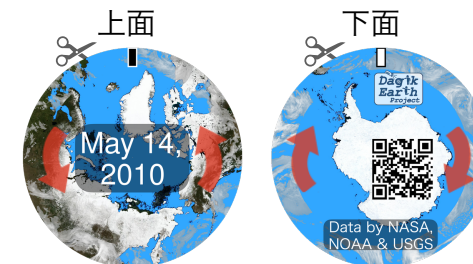 上面
下面
Dagik
Earth
Project
May 14,
2010
Data by NASA,
NOAA & USGS